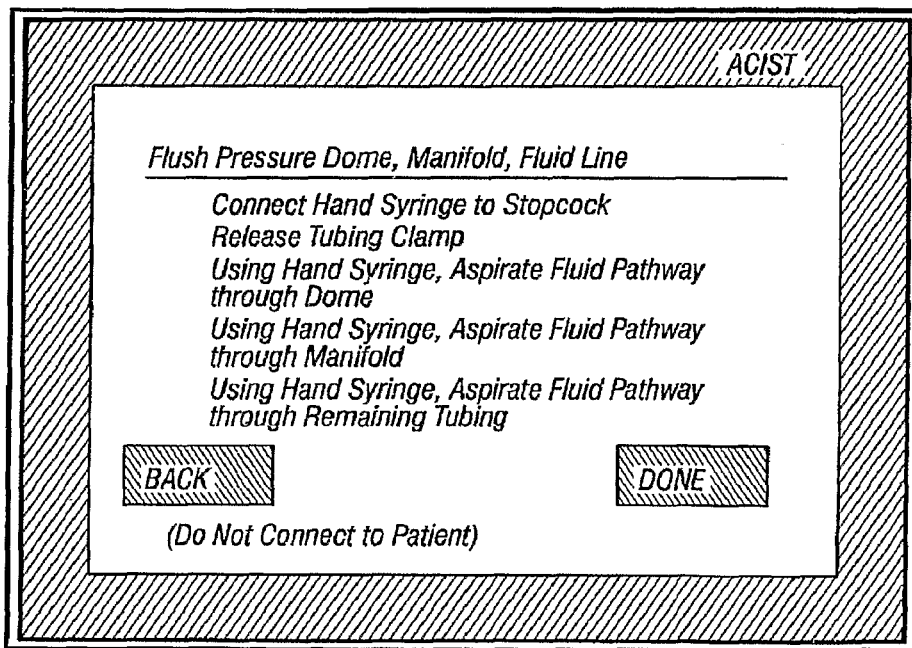 ACIST
Flush Pressure Dome, Manifold, Fluid Line
Connect Hand Syringe to Stopcock
Release Tubing Clamp
Using Hand Syringe, Aspirate Fluid Pathway
through Dome
Using Hand Syringe, Aspirate Fluid Pathway
through Manifold
Using Hand Syringe, Aspirate Fluid Pathway
through Remaining Tubing
BACK
DONE
(Do Not Connect to Patient)